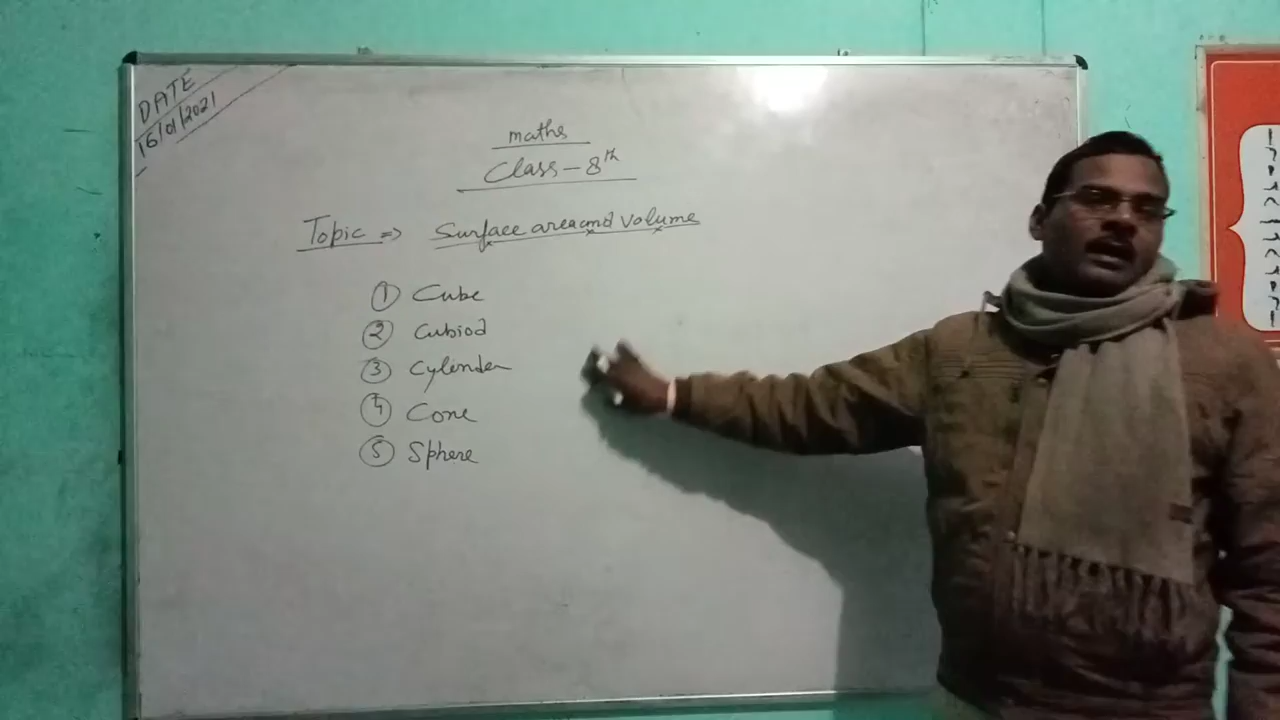 DATE
16/01/2021
maths
Class - 8th
Topic => Surface area and volume
① Cube
② Cubiod
③ Cylinder
④ Cone
⑤ Sphere